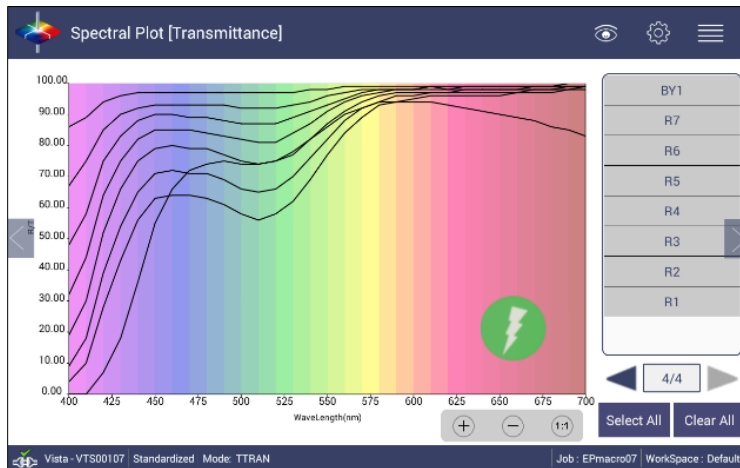 Spectral Plot [Transmittance]
100.00
90.00
80.00
70.00
60.00
50.00
40.00
30.00
20.00
10.00
0.00
R/T
400 425 450 475 500 525 550 575 600 625 650 675 700
WaveLength(nm)
1:1
BY1
R7
R6
R5
R4
R3
R2
R1
4/4
Select All
Clear All
Vista - VTS00107 Standardized Mode: TTRAN
Job : EPmacro07 WorkSpace : Default